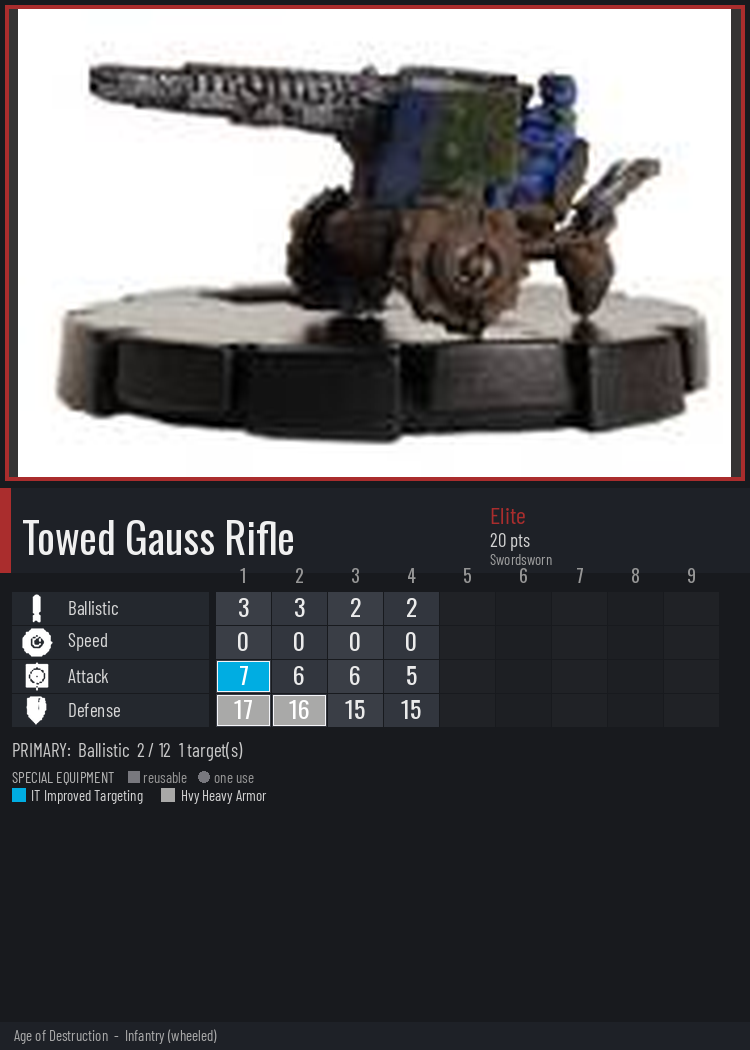 Towed Gauss Rifle
Elite
20 pts
Swordsworn
1 2 3 4 5 6 7 8 9
Ballistic 3 3 2 2
Speed 0 0 0 0
Attack 7 6 6 5
Defense 17 16 15 15
PRIMARY: Ballistic 2 / 12 1 target(s)
SPECIAL EQUIPMENT reusable one use
IT Improved Targeting Hvy Heavy Armor
Age of Destruction - Infantry (wheeled)